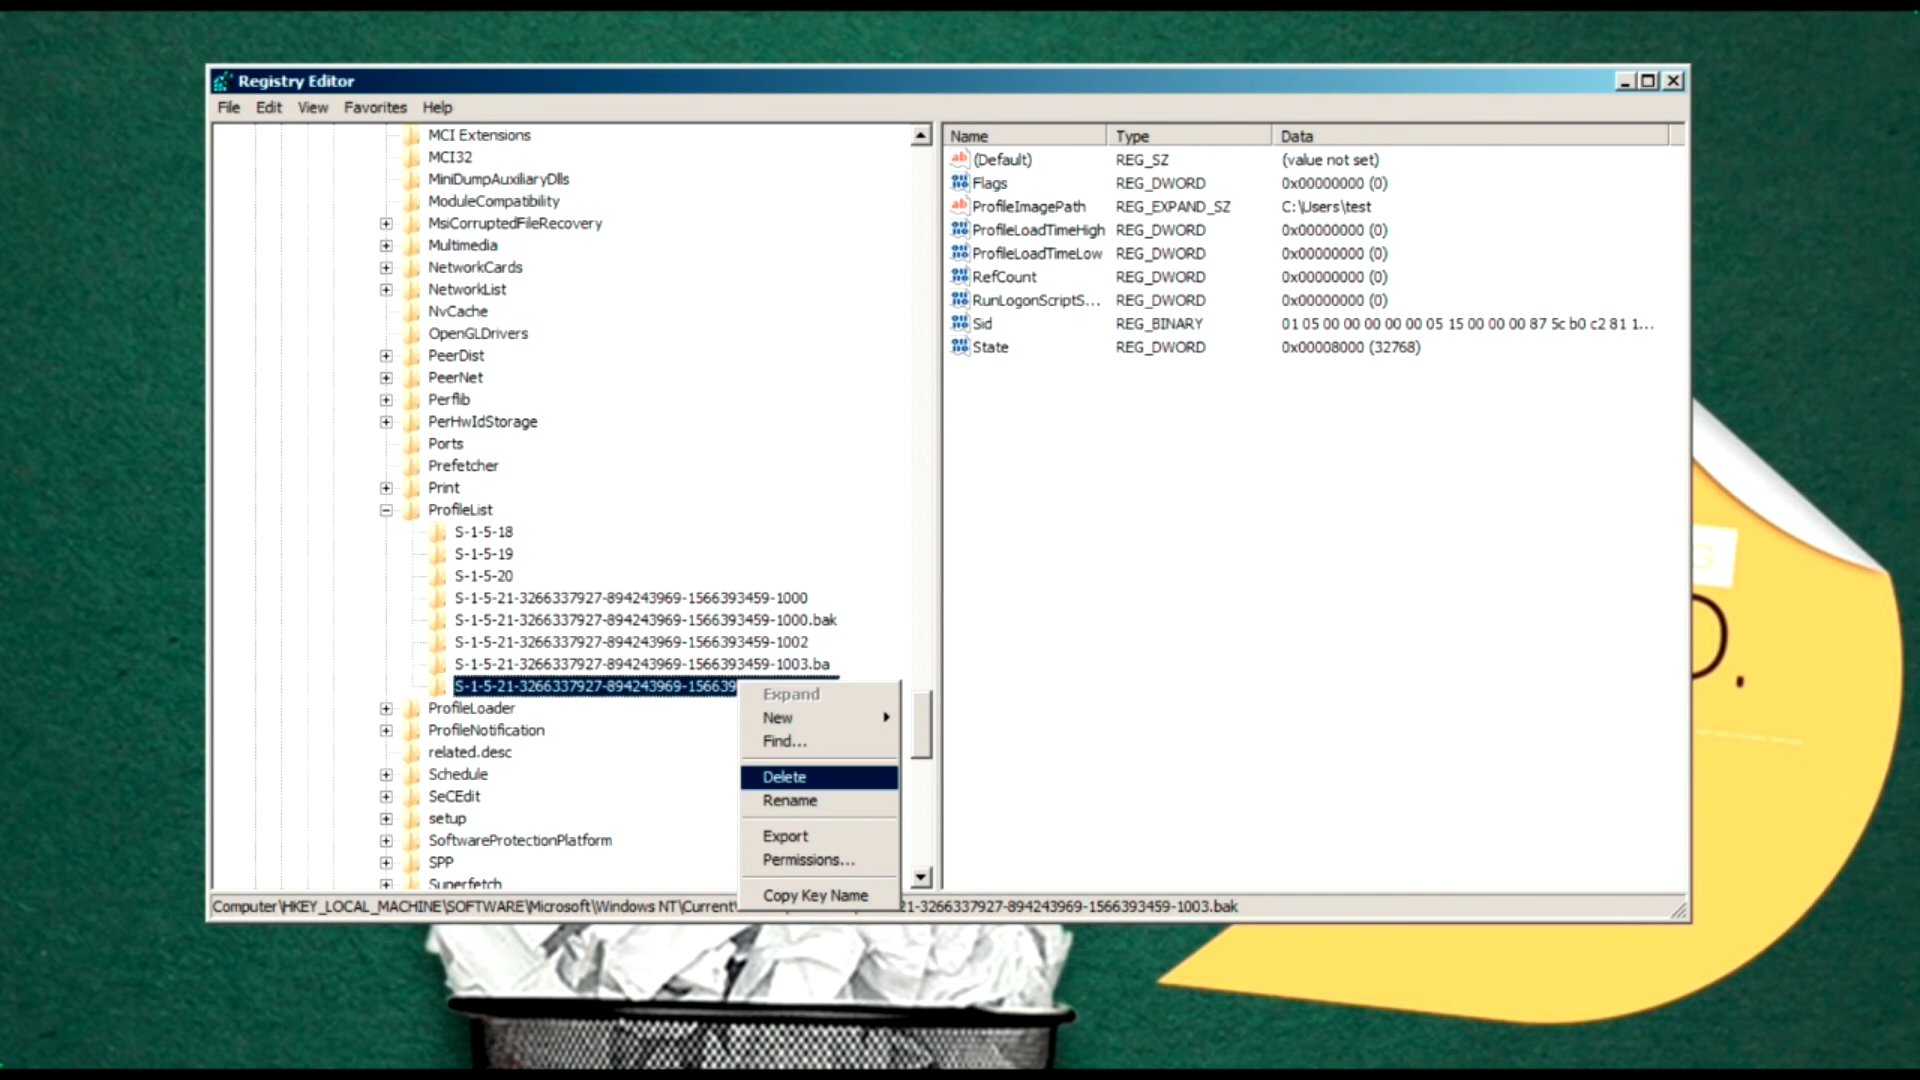 Registry Editor
File Edit View Favorites Help
MCI Extensions
MCI32
MiniDumpAuxiliaryDlls
ModuleCompatibility
MsiCorruptedFileRecovery
Multimedia
NetworkCards
NetworkList
NvCache
OpenGLDrivers
PeerDist
PeerNet
Perflib
PerHwIdStorage
Ports
Prefetcher
Print
ProfileList
S-1-5-18
S-1-5-19
S-1-5-20
S-1-5-21-3266337927-894243969-1566393459-1000
S-1-5-21-3266337927-894243969-1566393459-1000.bak
S-1-5-21-3266337927-894243969-1566393459-1002
S-1-5-21-3266337927-894243969-1566393459-1003.ba
S-1-5-21-3266337927-894243969-156639
ProfileLoader
ProfileNotification
related.desc
Schedule
SeCEdit
setup
SoftwareProtectionPlatform
SPP
Superfetch
Name Type Data
(Default) REG_SZ (value not set)
Flags REG_DWORD 0x00000000 (0)
ProfileImagePath REG_EXPAND_SZ C:\Users\test
ProfileLoadTimeHigh REG_DWORD 0x00000000 (0)
ProfileLoadTimeLow REG_DWORD 0x00000000 (0)
RefCount REG_DWORD 0x00000000 (0)
RunLogonScriptS... REG_DWORD 0x00000000 (0)
Sid REG_BINARY 01 05 00 00 00 00 00 05 15 00 00 00 87 5c b0 c2 81 1...
State REG_DWORD 0x00008000 (32768)
Expand
New
Find...
Delete
Rename
Export
Permissions...
Copy Key Name
Computer\HKEY_LOCAL_MACHINE\SOFTWARE\Microsoft\Windows NT\Current 21-3266337927-894243969-1566393459-1003.bak